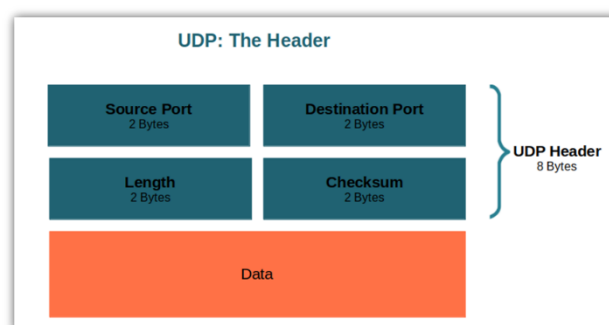 UDP: The Header
Source Port
2 Bytes
Destination Port
2 Bytes
Length
2 Bytes
Checksum
2 Bytes
UDP Header
8 Bytes
Data